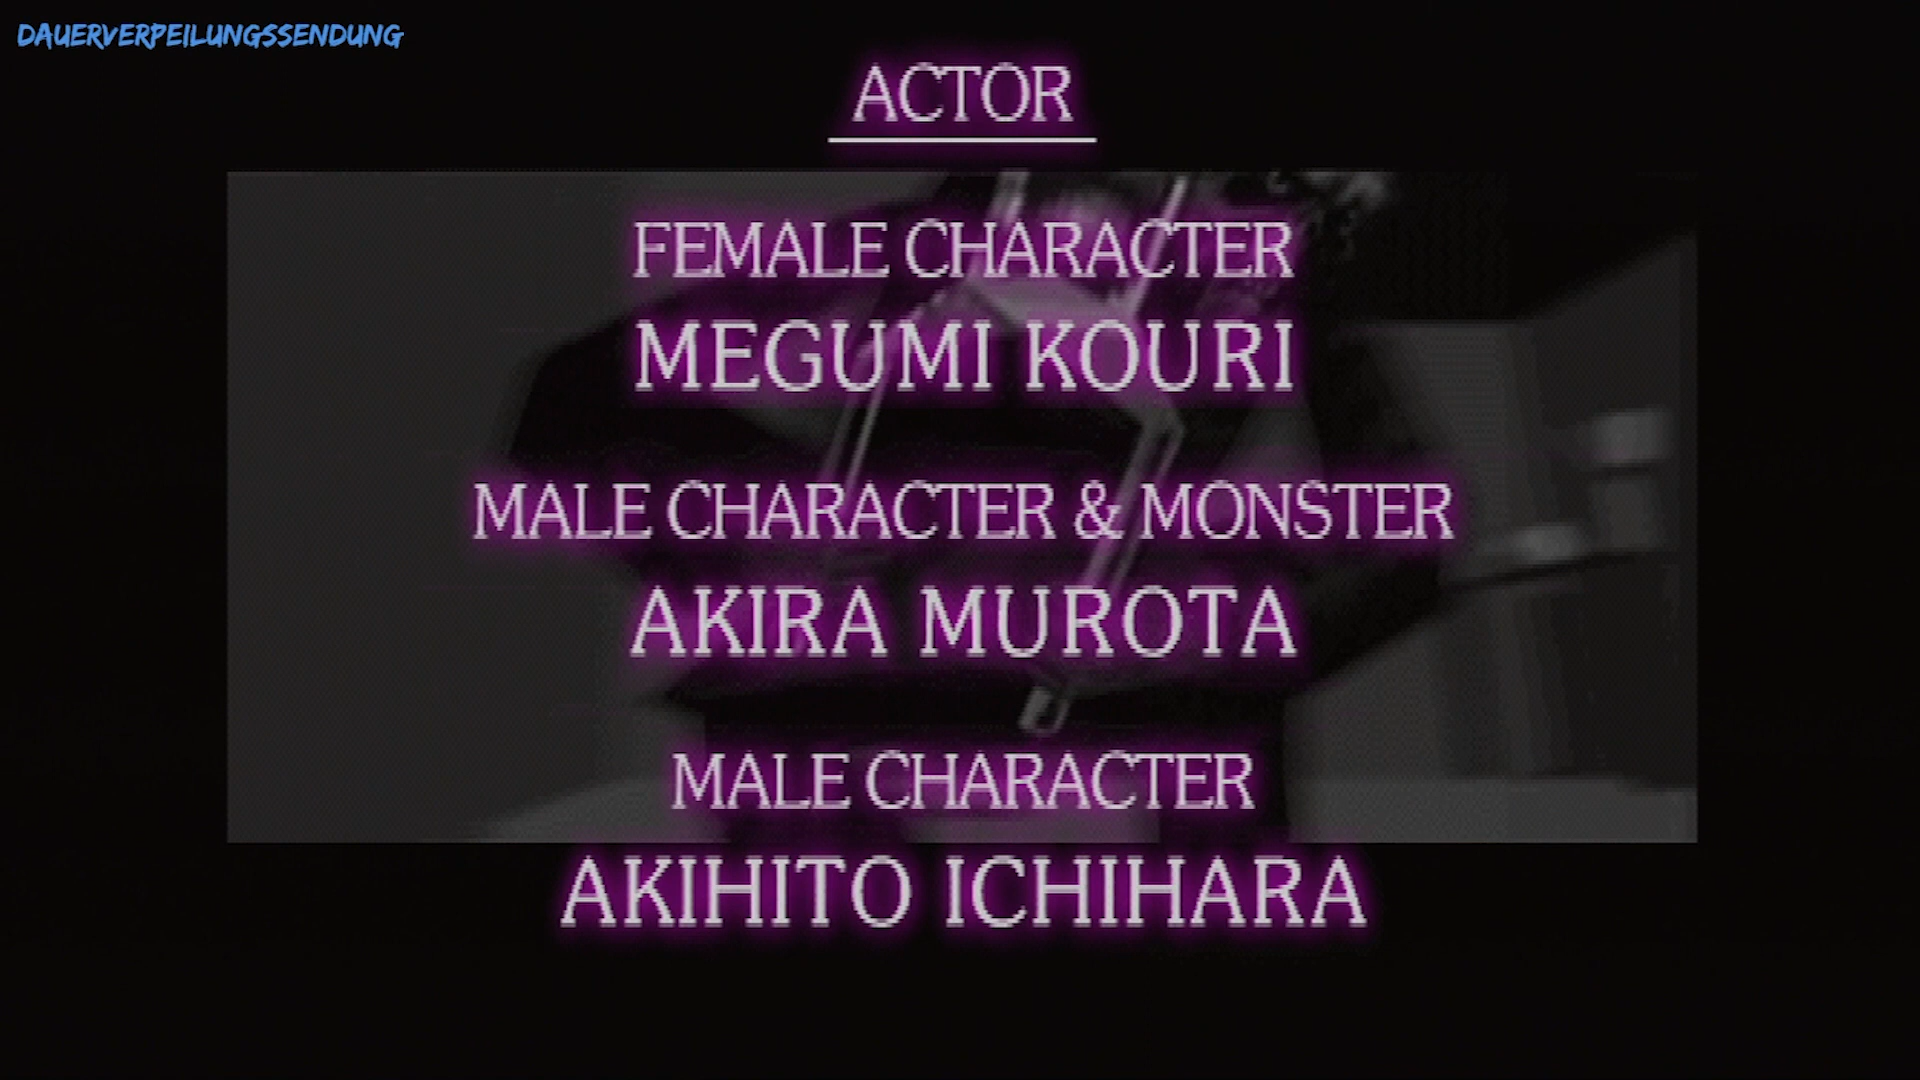 DAUERVERPEILUNGSSENDUNG
ACTOR
FEMALE CHARACTER
MEGUMI KOURI
MALE CHARACTER & MONSTER
AKIRA MUROTA
MALE CHARACTER
AKIHITO ICHIHARA